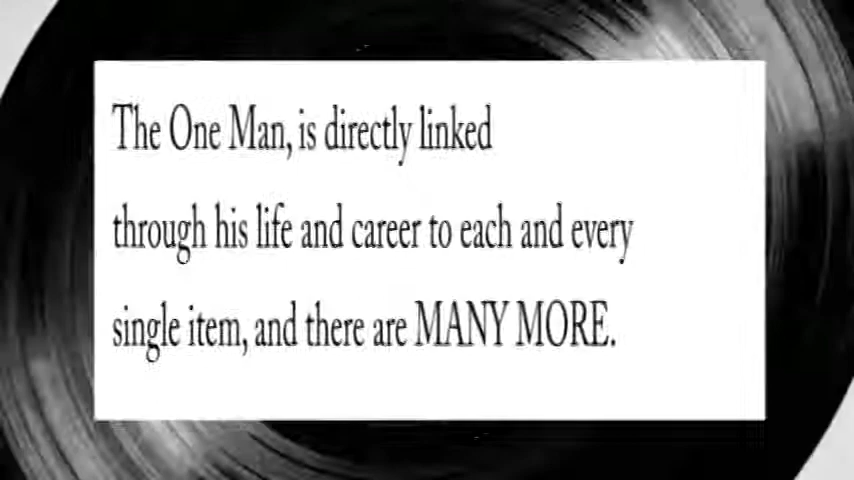 The One Man, is directly linked
through his life and career to each and every
single item, and there are MANY MORE.